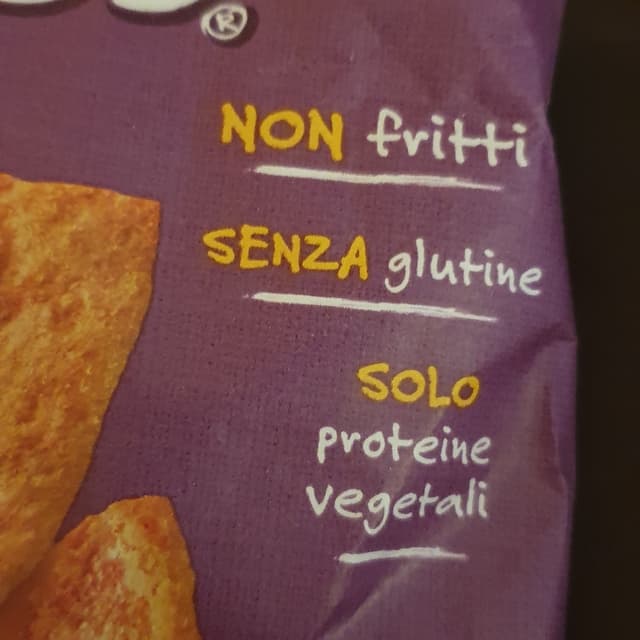 ®
NON fritti
SENZA glutine
SOLO
proteine
vegetali